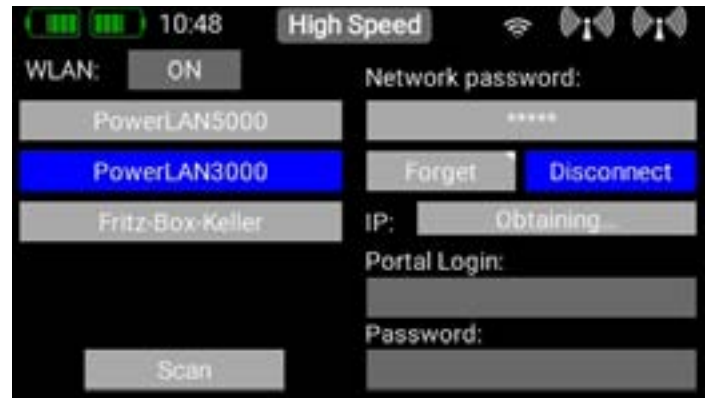 10:48 High Speed
WLAN: ON
PowerLAN5000
PowerLAN3000
Fritz-Box-Keller
Scan
Network password:
*****
Forget Disconnect
IP: Obtaining...
Portal Login:
Password: